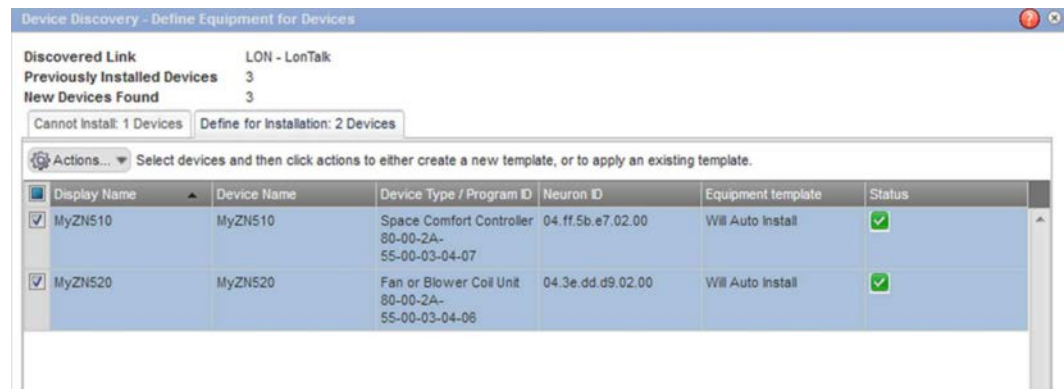 Device Discovery - Define Equipment for Devices
Discovered Link LON - LonTalk
Previously Installed Devices 3
New Devices Found 3
Cannot Install: 1 Devices Define for Installation: 2 Devices
Actions... Select devices and then click actions to either create a new template, or to apply an existing template.
Display Name Device Name Device Type / Program ID Neuron ID Equipment template Status
MyZN510 MyZN510 Space Comfort Controller 04.ff.5b.e7.02.00 Will Auto Install
80-00-2A-
55-00-03-04-07
MyZN520 MyZN520 Fan or Blower Coil Unit 04.3e.dd.d9.02.00 Will Auto Install
80-00-2A-
55-00-03-04-06